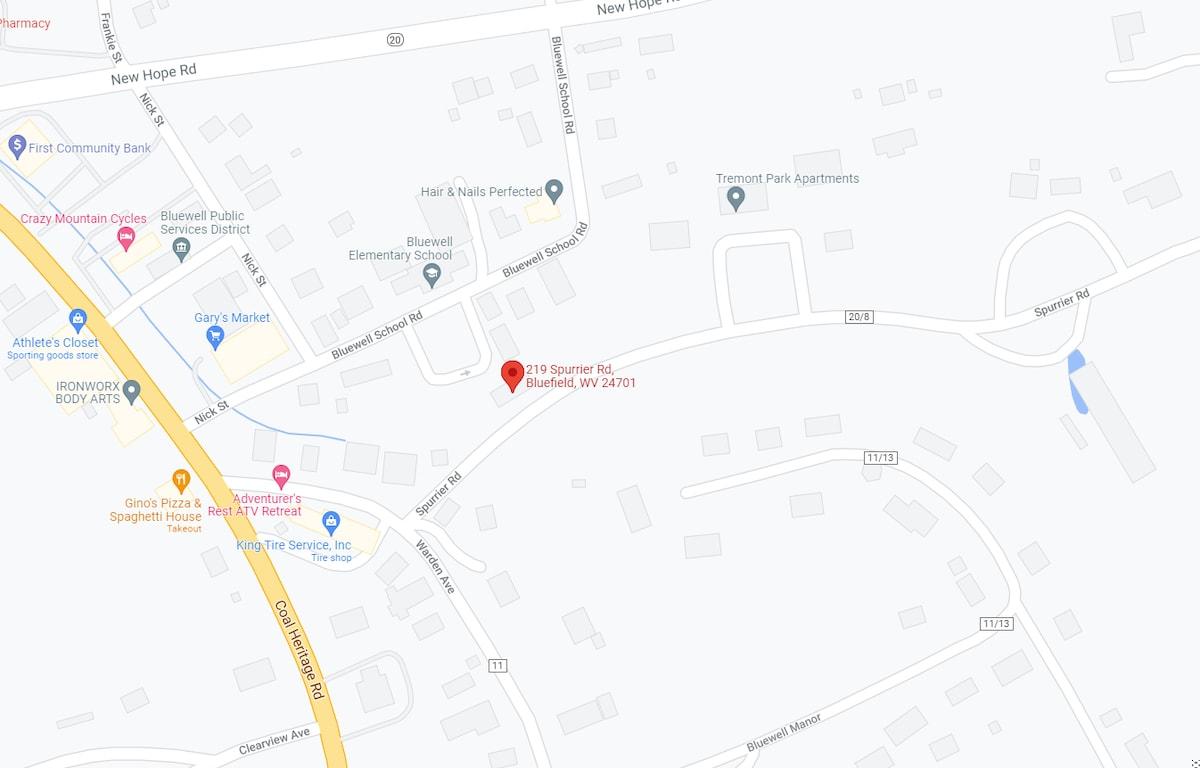 Pharmacy
Frankie St
New Hope Rd
20
New Hope Rd
Nick St
Bluewell School Rd
First Community Bank
Hair & Nails Perfected
Tremont Park Apartments
Crazy Mountain Cycles
Bluewell Public
Services District
Bluewell
Elementary School
Bluewell School Rd
Nick St
Spurrier Rd
Gary's Market
20/8
Bluewell School Rd
Athlete's Closet
Sporting goods store
219 Spurrier Rd,
Bluefield, WV 24701
IRONWORX
BODY ARTS
Nick St
11/13
Spurrier Rd
Adventurer's
Rest ATV Retreat
Gino's Pizza &
Spaghetti House
Takeout
King Tire Service, Inc
Tire shop
Warden Ave
Coal Heritage Rd
11/13
11
Bluewell Manor
Clearview Ave